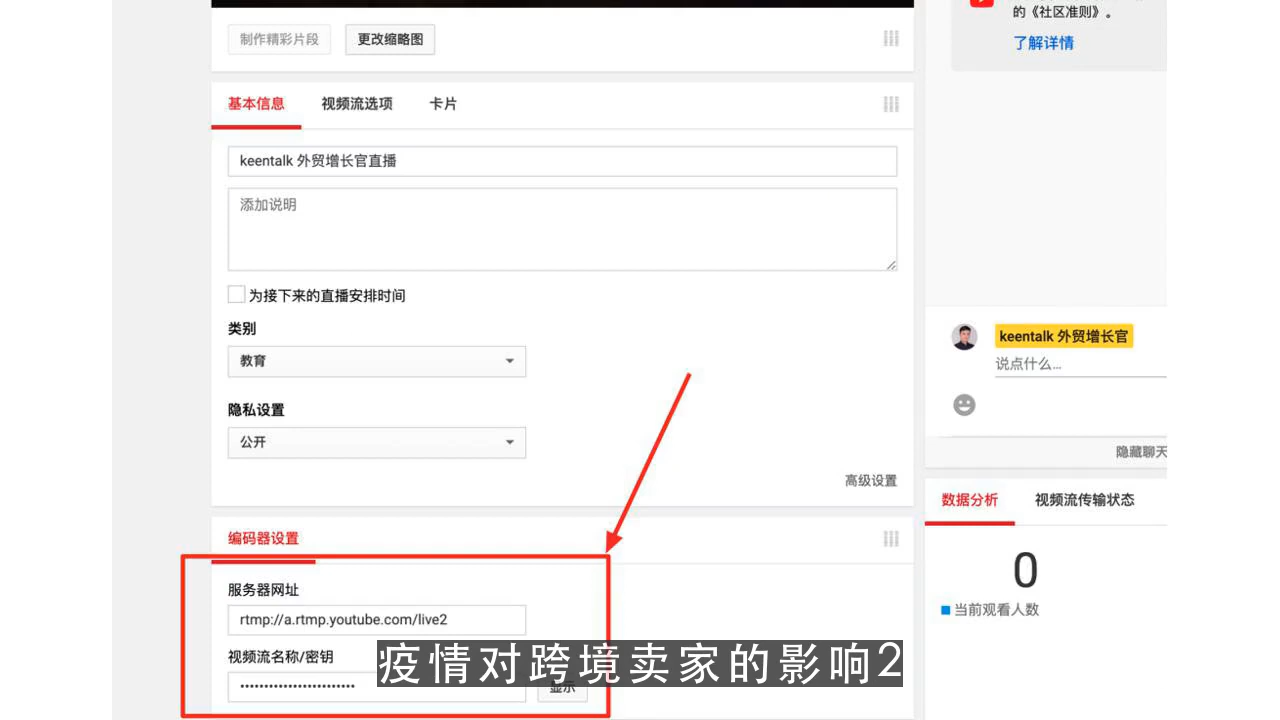 制作精彩片段
更改缩略图
基本信息
视频流选项
卡片
keentalk 外贸增长官直播
添加说明
为接下来的直播安排时间
类别
教育
隐私设置
公开
高级设置
编码器设置
服务器网址
rtmp://a.rtmp.youtube.com/live2
视频流名称/密钥
••••••••••••••••••••••••
显示
疫情对跨境卖家的影响2
的《社区准则》。
了解详情
keentalk 外贸增长官
说点什么...
隐藏聊天
数据分析
视频流传输状态
0
当前观看人数